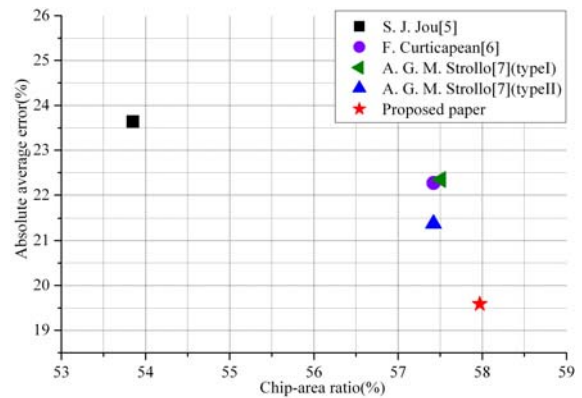 26
25
24
23
22
21
20
19
53
54
55
56
57
58
59
Absolute average error(%)
Chip-area ratio(%)
S. J. Jou[5]
F. Curticapean[6]
A. G. M. Strollo[7](typeI)
A. G. M. Strollo[7](typeII)
Proposed paper